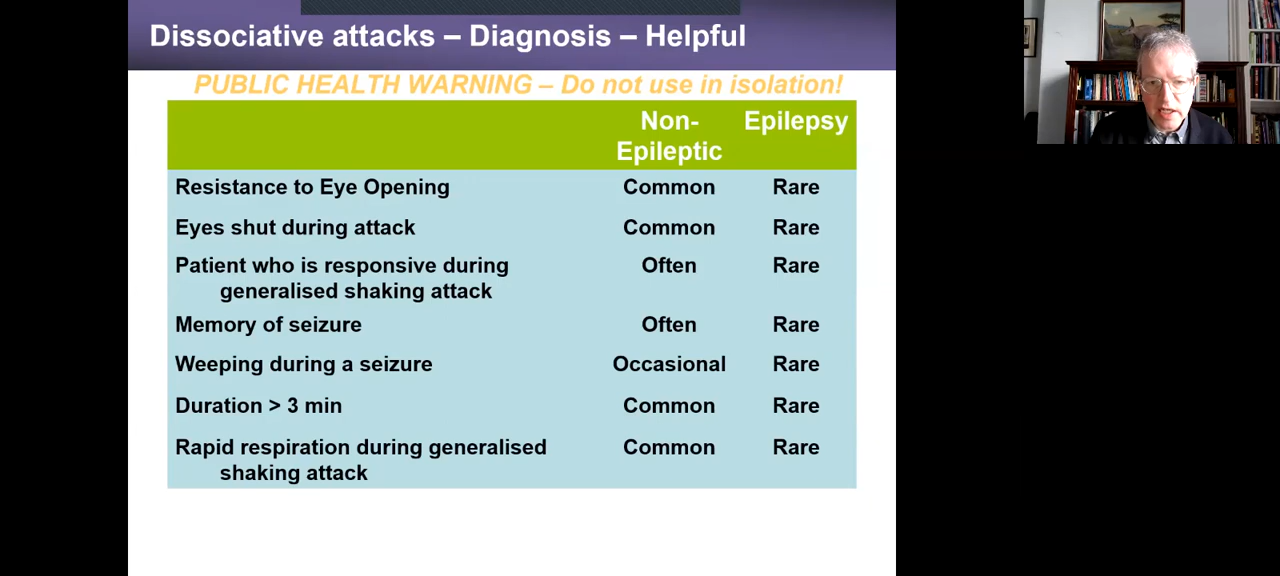 Dissociative attacks – Diagnosis – Helpful
PUBLIC HEALTH WARNING – Do not use in isolation!
Non- Epilepsy
Epileptic
Resistance to Eye Opening Common Rare
Eyes shut during attack Common Rare
Patient who is responsive during Often Rare
generalised shaking attack
Memory of seizure Often Rare
Weeping during a seizure Occasional Rare
Duration > 3 min Common Rare
Rapid respiration during generalised Common Rare
shaking attack